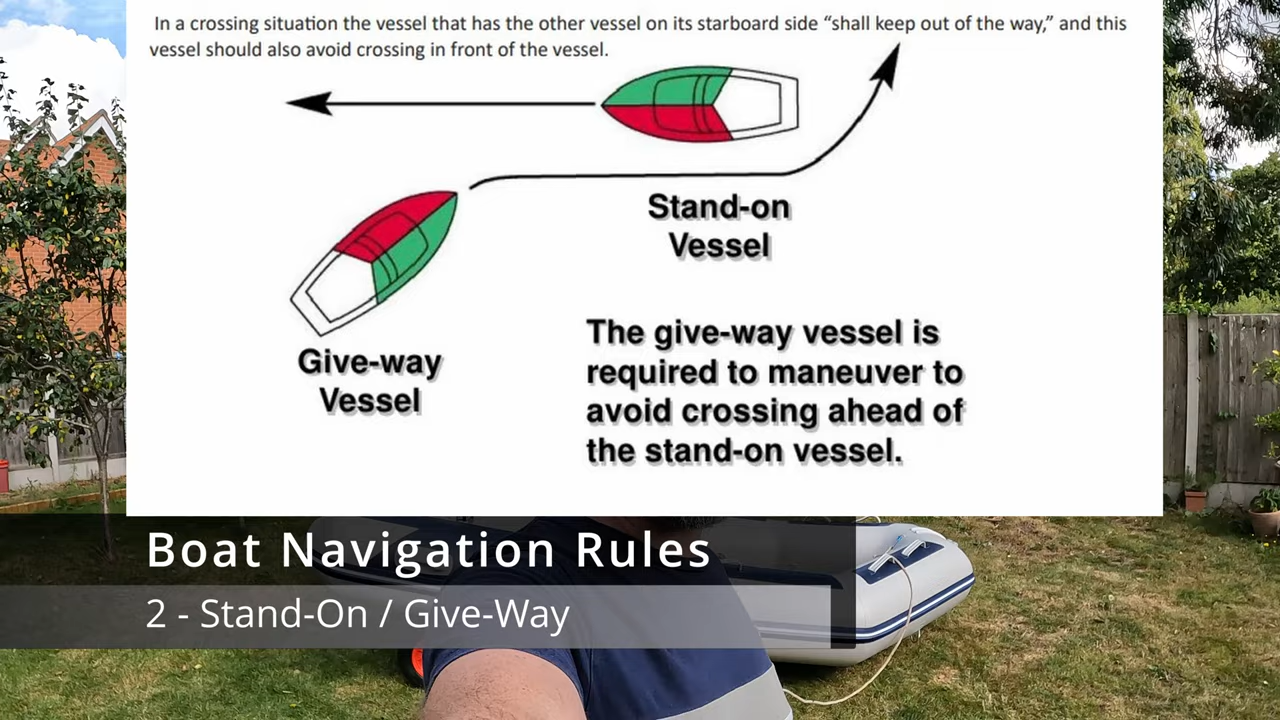 In a crossing situation the vessel that has the other vessel on its starboard side “shall keep out of the way,” and this
vessel should also avoid crossing in front of the vessel.
Stand-on
Vessel
Give-way
Vessel
The give-way vessel is
required to maneuver to
avoid crossing ahead of
the stand-on vessel.
Boat Navigation Rules
2 - Stand-On / Give-Way